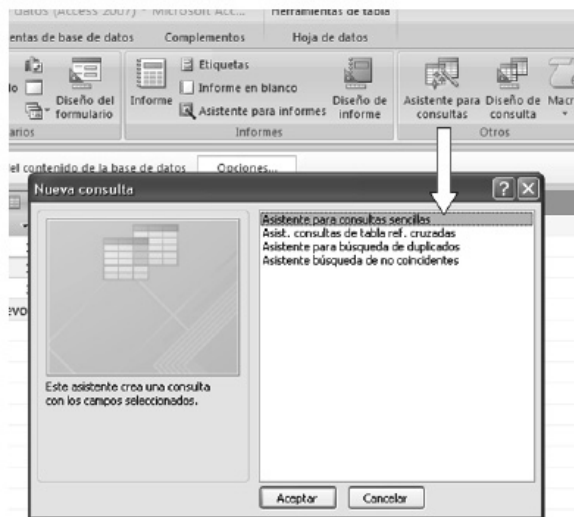 datos (Access 2007) - Microsoft Acc... Herramientas de tabla
entas de base de datos Complementos Hoja de datos
Etiquetas
Informe en blanco
Asistente para informes
Diseño del formulario
Informe
Diseño de informe
Asistente para consultas
Diseño de consulta
Macr
arios Informes Otros
el contenido de la base de datos Opciones...
Nueva consulta
Asistente para consultas sencillas
Asist. consultas de tabla ref. cruzadas
Asistente para búsqueda de duplicados
Asistente búsqueda de no coincidentes
evo
Este asistente crea una consulta
con los campos seleccionados.
Aceptar Cancelar